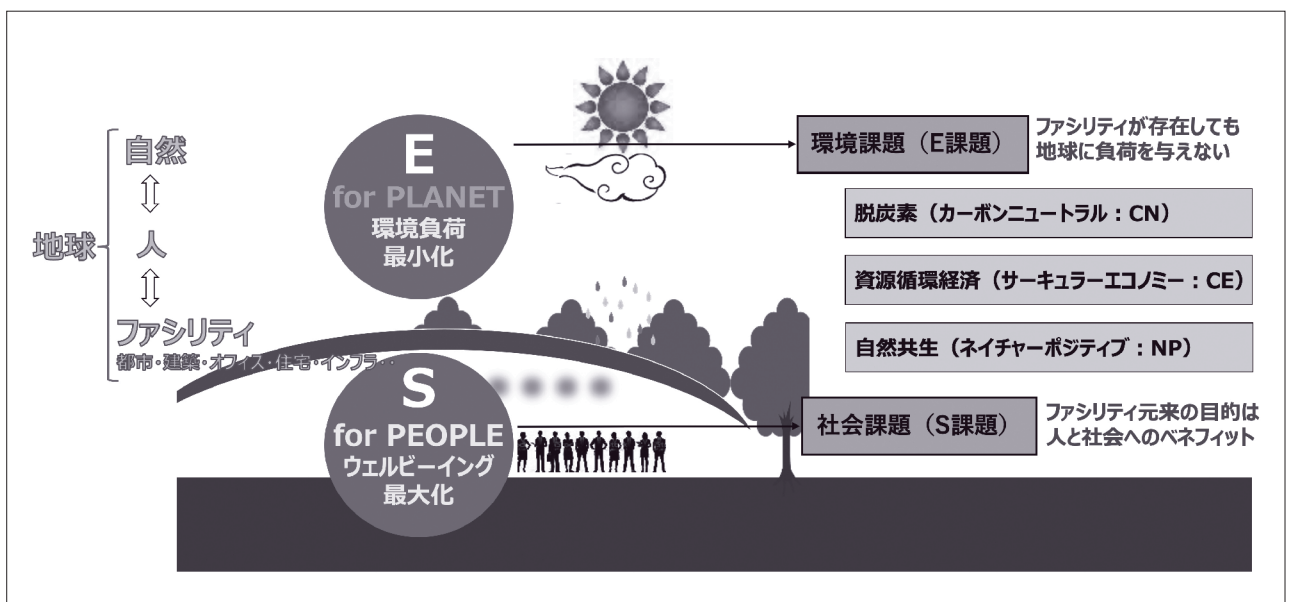 地球
自然
人
ファシリティ
都市・建築・オフィス・住宅・インフラ・・
E
for PLANET
環境負荷
最小化
S
for PEOPLE
ウェルビーイング
最大化
環境課題（E課題）
ファシリティが存在しても
地球に負荷を与えない
脱炭素（カーボンニュートラル：CN）
資源循環経済（サーキュラーエコノミー：CE）
自然共生（ネイチャーポジティブ：NP）
社会課題（S課題）
ファシリティ元来の目的は
人と社会へのベネフィット